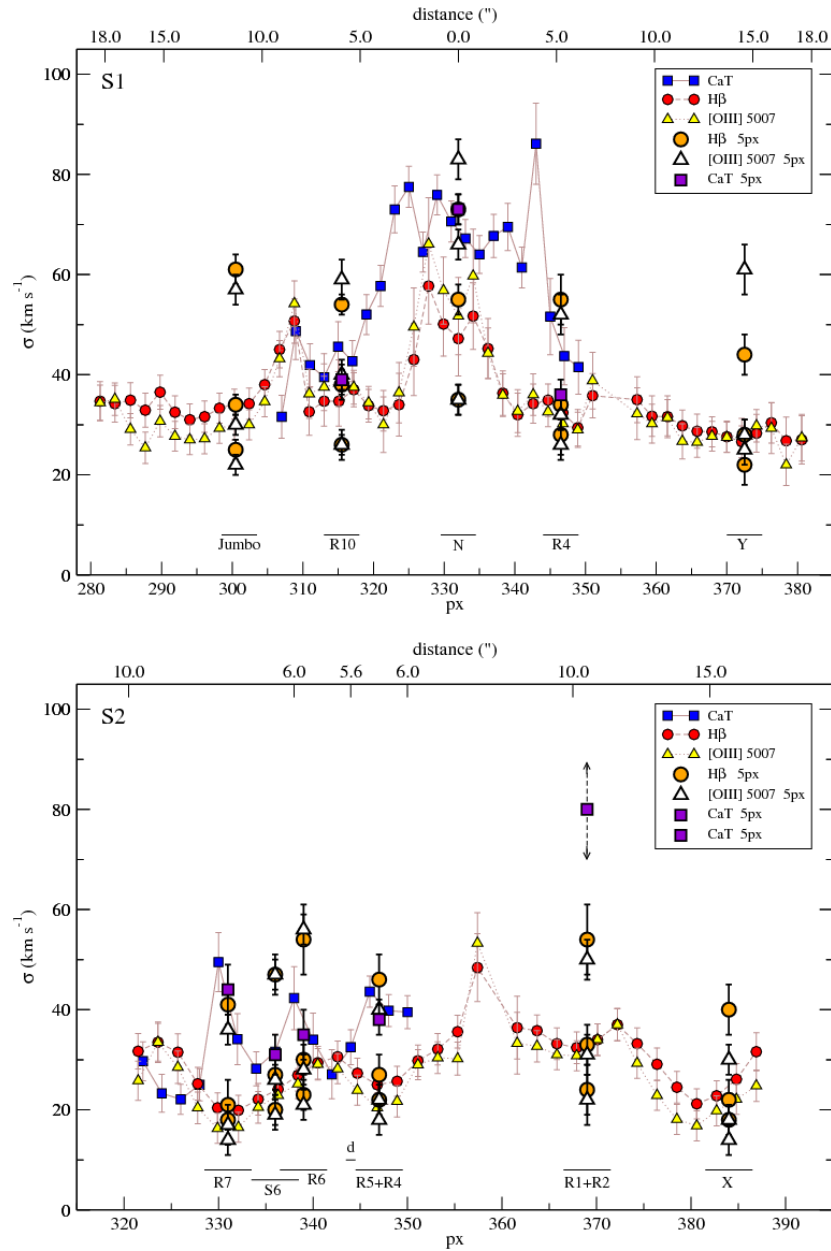 distance (")
18.0 15.0 10.0 5.0 0.0 5.0 10.0 15.0 18.0
S1
CaT
Hβ
[OIII] 5007
Hβ 5px
[OIII] 5007 5px
CaT 5px
100
80
60
40
20
0
σ (km s⁻¹)
Jumbo R10 N R4 Y
280 290 300 310 320 330 340 350 360 370 380
px
distance (")
10.0 6.0 5.6 6.0 10.0 15.0
S2
CaT
Hβ
[OIII] 5007
Hβ 5px
[OIII] 5007 5px
CaT 5px
CaT 5px
100
80
60
40
20
0
σ (km s⁻¹)
d
R7 S6 R6 R5+R4 R1+R2 X
320 330 340 350 360 370 380 390
px